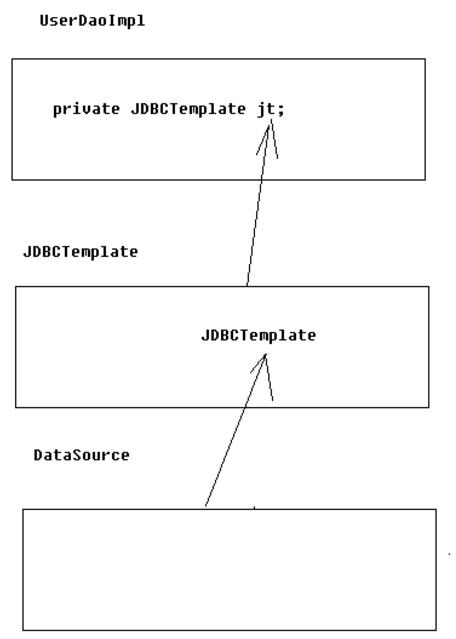 UserDaoImpl
private JDBCTemplate jt;
JDBCTemplate
JDBCTemplate
DataSource